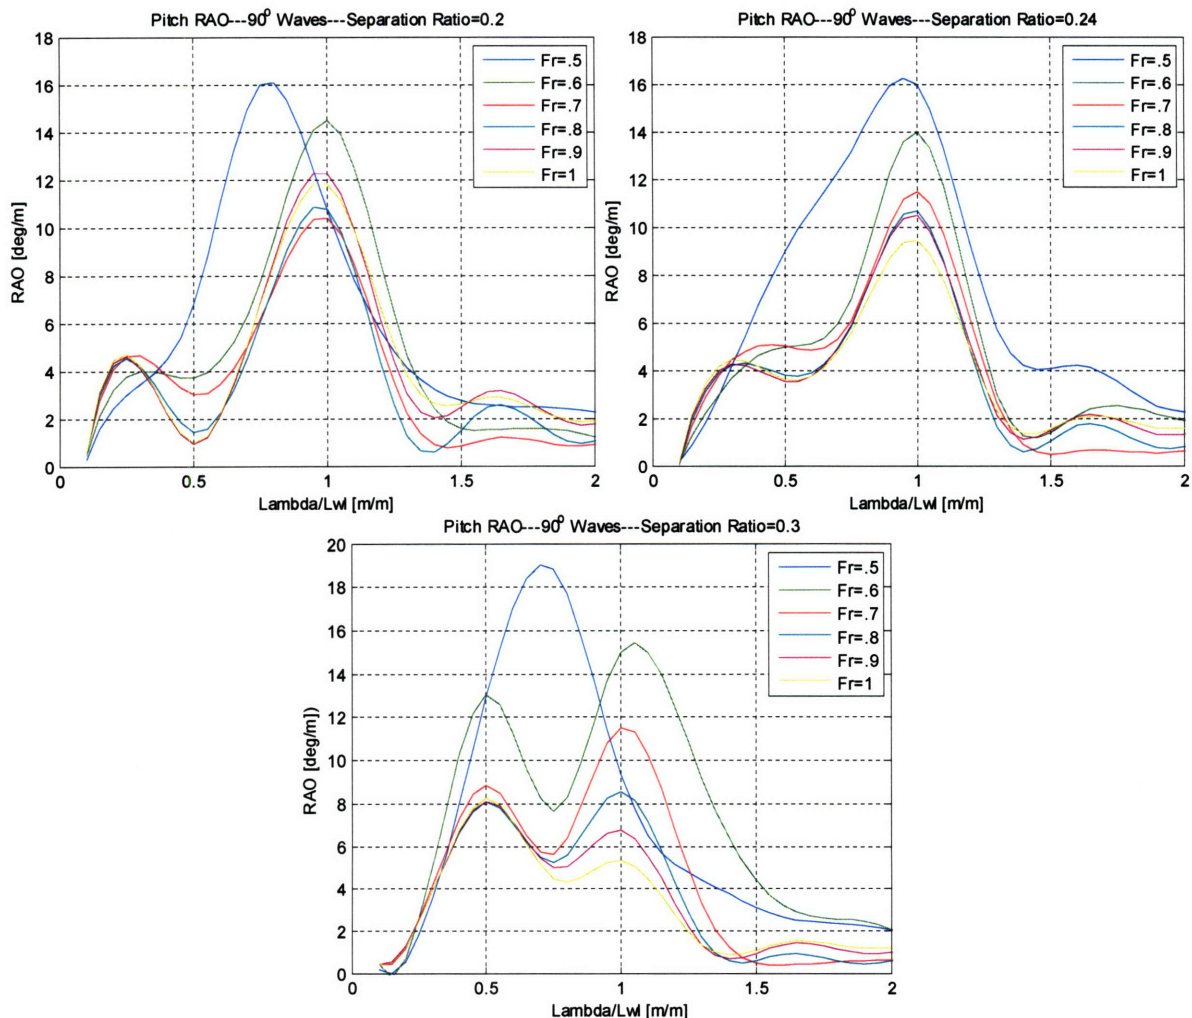 Pitch RAO---90⁰ Waves---Separation Ratio=0.2
18
16
14
12
10
8
6
4
2
0
RAO [deg/m]
Fr=.5
Fr=.6
Fr=.7
Fr=.8
Fr=.9
Fr=1
0
0.5
1
1.5
2
Lambda/Lwl [m/m]
Pitch RAO---90⁰ Waves---Separation Ratio=0.24
18
16
14
12
10
8
6
4
2
0
RAO [deg/m]
Fr=.5
Fr=.6
Fr=.7
Fr=.8
Fr=.9
Fr=1
0
0.5
1
1.5
2
Lambda/Lwl [m/m]
Pitch RAO---90⁰ Waves---Separation Ratio=0.3
20
18
16
14
12
10
8
6
4
2
0
RAO [deg/m])
Fr=.5
Fr=.6
Fr=.7
Fr=.8
Fr=.9
Fr=1
0
0.5
1
1.5
2
Lambda/Lwl [m/m]